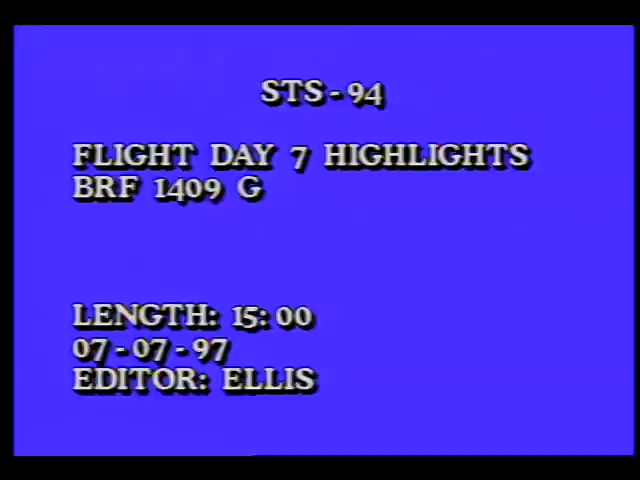 STS - 94
FLIGHT DAY 7 HIGHLIGHTS
BRF 1409 G
LENGTH: 15: 00
07 - 07 - 97
EDITOR: ELLIS